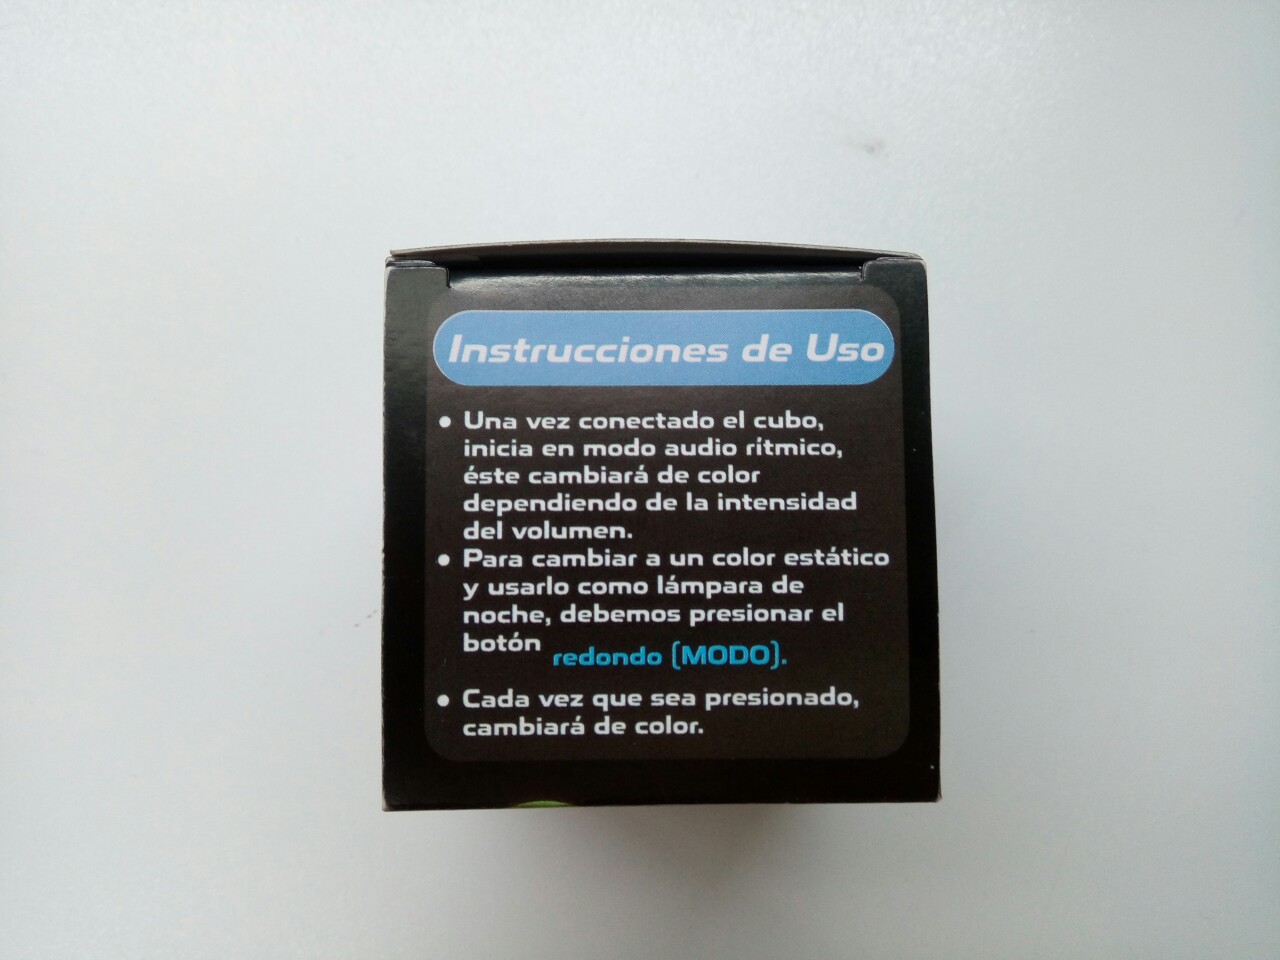 Instrucciones de Uso
• Una vez conectado el cubo,
inicia en modo audio rítmico,
éste cambiará de color
dependiendo de la intensidad
del volumen.
• Para cambiar a un color estático
y usarlo como lámpara de
noche, debemos presionar el
botón
redondo (MODO).
• Cada vez que sea presionado,
cambiará de color.